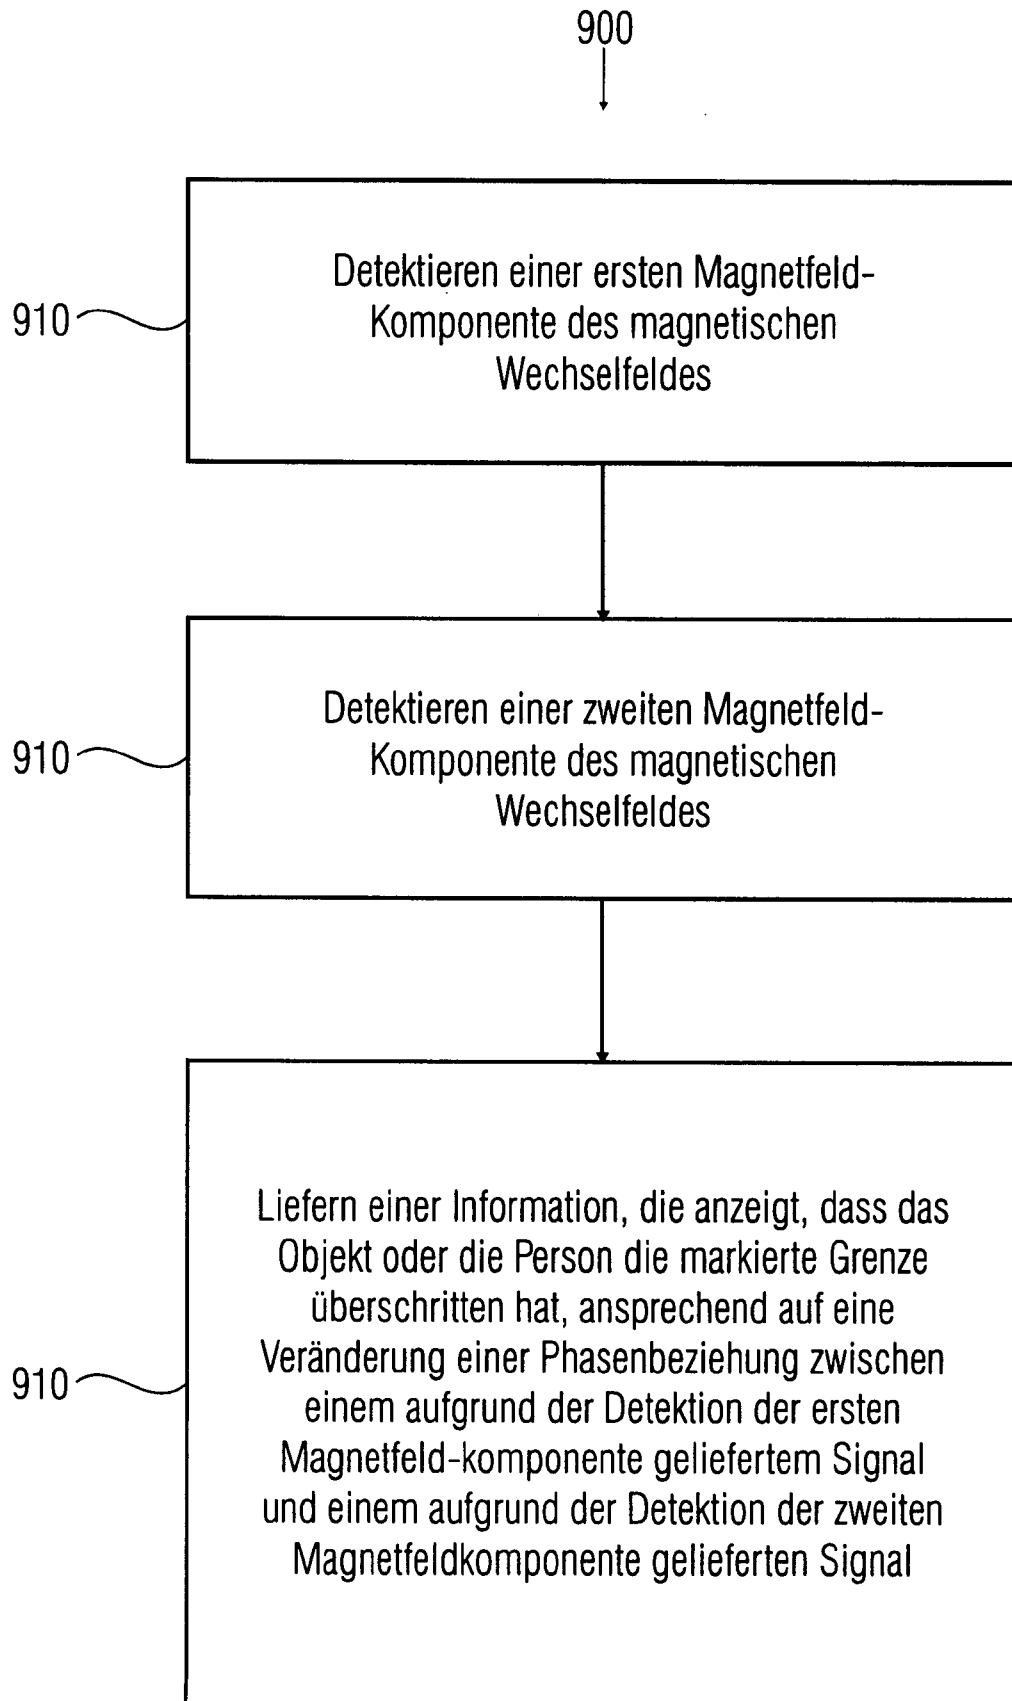 900
Detektieren einer ersten Magnetfeld-
Komponente des magnetischen
Wechselfeldes
910
Detektieren einer zweiten Magnetfeld-
Komponente des magnetischen
Wechselfeldes
910
Liefern einer Information, die anzeigt, dass das
Objekt oder die Person die markierte Grenze
überschritten hat, ansprechend auf eine
Veränderung einer Phasenbeziehung zwischen
einem aufgrund der Detektion der ersten
Magnetfeld-komponente geliefertem Signal
und einem aufgrund der Detektion der zweiten
Magnetfeldkomponente gelieferten Signal
910